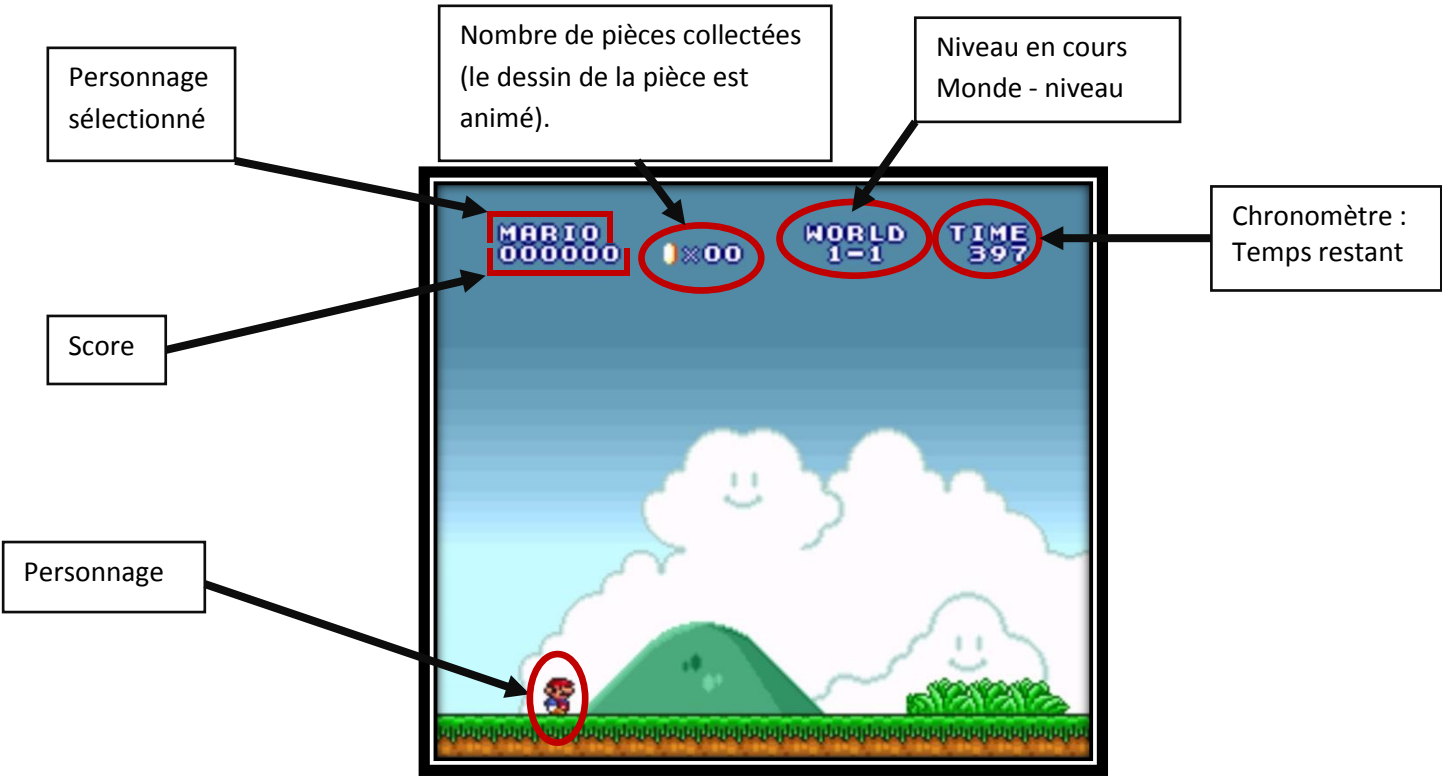 Nombre de pièces collectées
(le dessin de la pièce est
animé).
Niveau en cours
Monde - niveau
Personnage
sélectionné
Chronomètre :
Temps restant
MARIO
000000
×00
WORLD
1-1
TIME
397
Score
Personnage